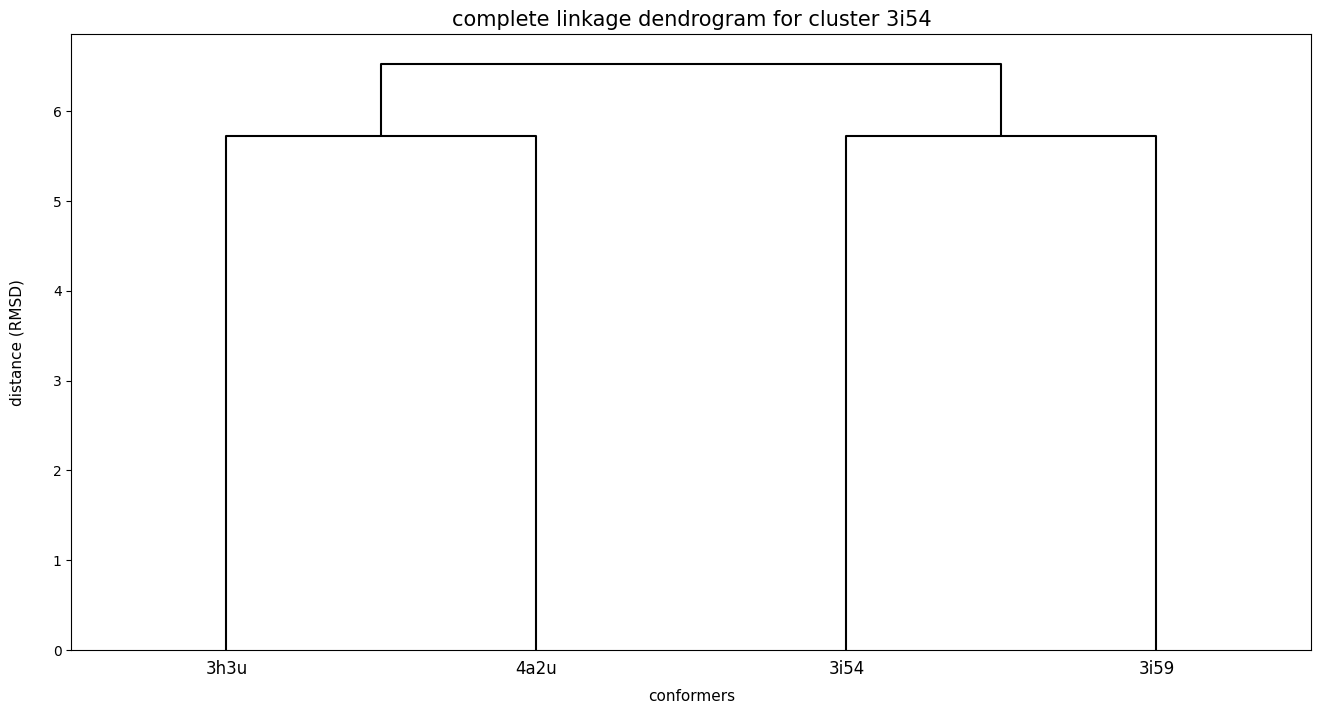 complete linkage dendrogram for cluster 3i54
distance (RMSD)
6
5
4
3
2
1
0
3h3u 4a2u 3i54 3i59
conformers